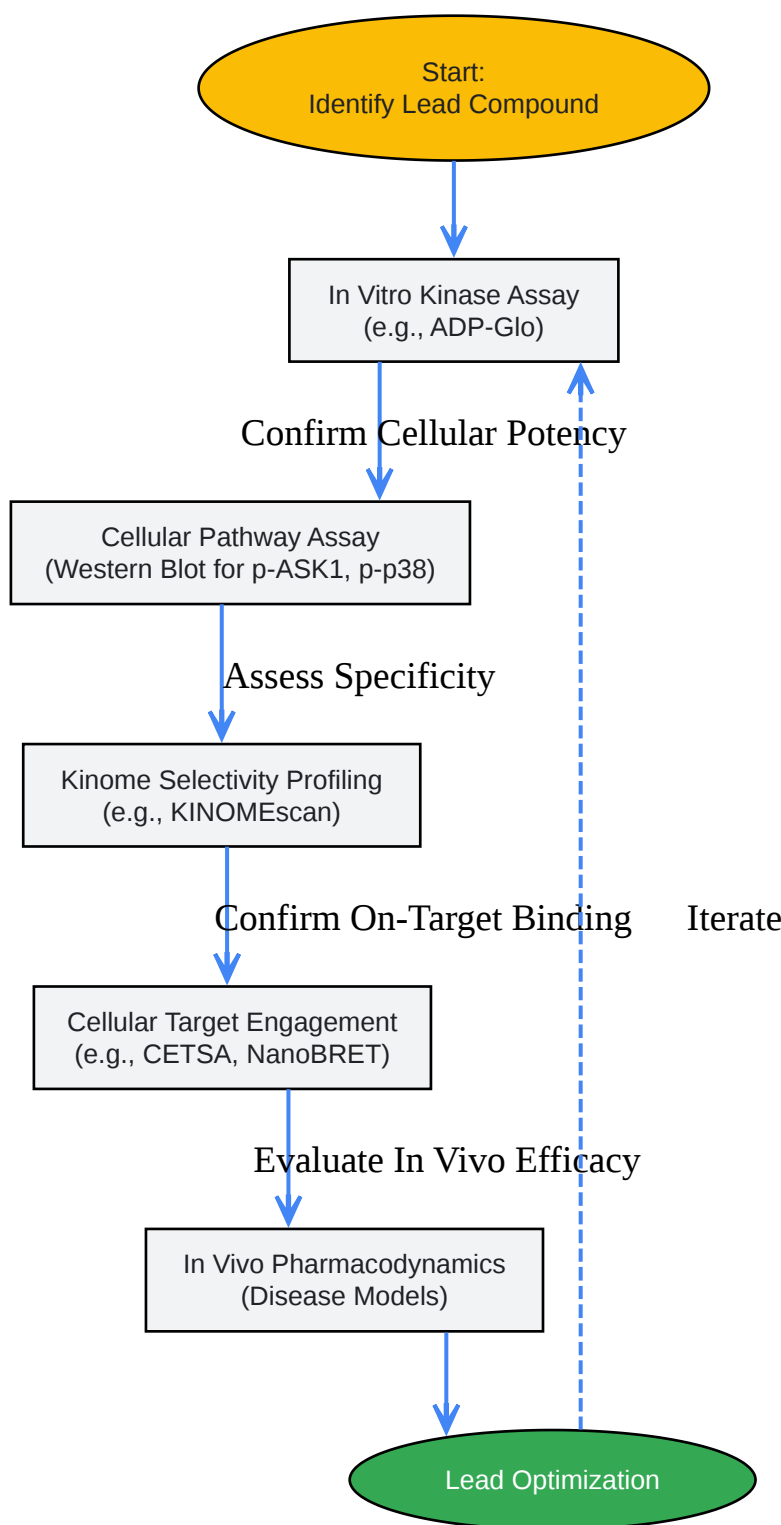 Start:
Identify Lead Compound
In Vitro Kinase Assay
(e.g., ADP-Glo)
Confirm Cellular Potency
Cellular Pathway Assay
(Western Blot for p-ASK1, p-p38)
Assess Specificity
Kinome Selectivity Profiling
(e.g., KINOMEscan)
Confirm On-Target Binding
Iterate
Cellular Target Engagement
(e.g., CETSA, NanoBRET)
Evaluate In Vivo Efficacy
In Vivo Pharmacodynamics
(Disease Models)
Lead Optimization